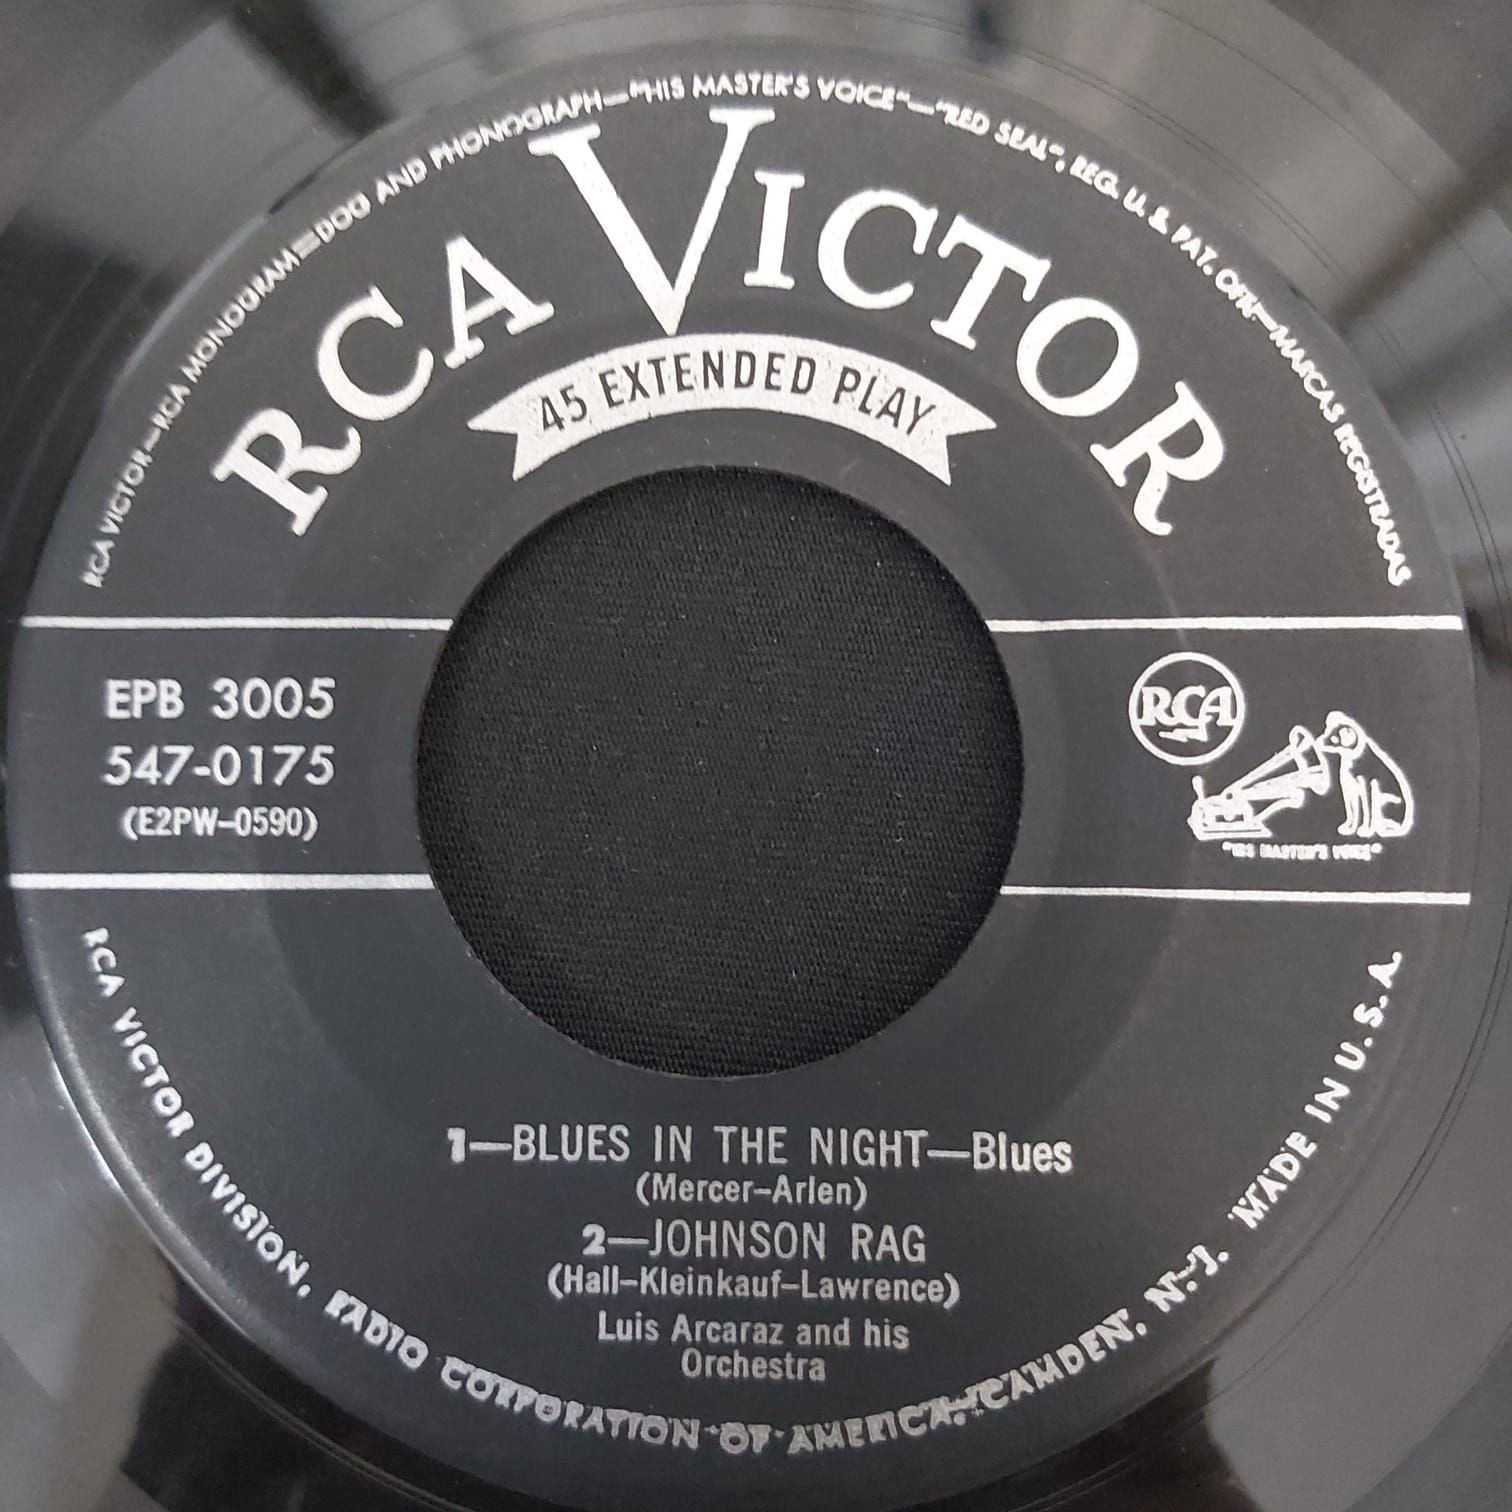 RCA VICTOR—RCA MONOGRAM—DOG AND PHONOGRAPH—"HIS MASTER'S VOICE"—"RED SEAL", REG. U. S. PAT. OFF.—MARCAS REGISTRADAS
RCA VICTOR
45 EXTENDED PLAY
EPB 3005
547-0175
(E2PW-0590)
RCA
"HIS MASTER'S VOICE"
1—BLUES IN THE NIGHT—Blues
(Mercer-Arlen)
2—JOHNSON RAG
(Hall-Kleinkauf-Lawrence)
Luis Arcaraz and his
Orchestra
RCA VICTOR DIVISION, RADIO CORPORATION OF AMERICA, CAMDEN, N. J. MADE IN U. S. A.